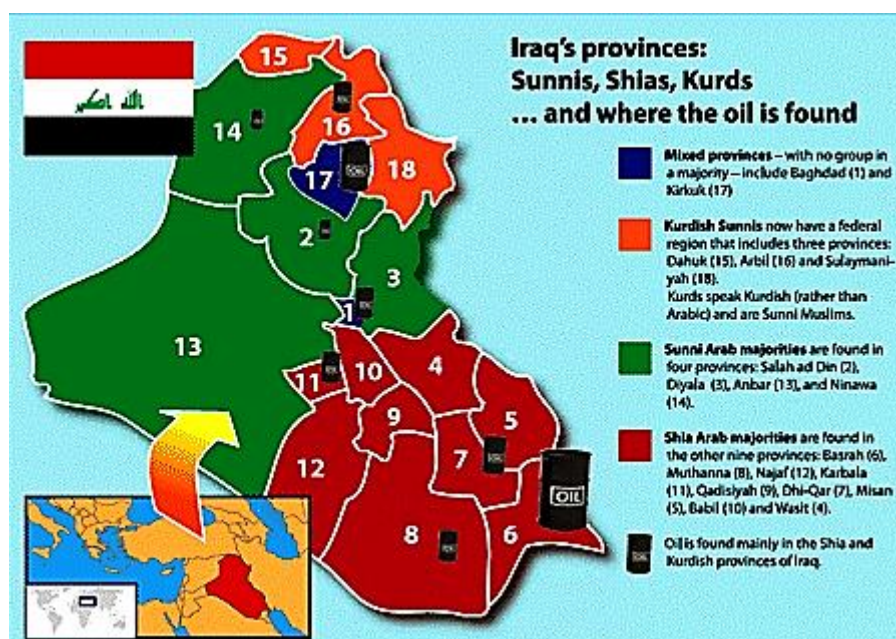 Iraq's provinces:
Sunnis, Shias, Kurds
... and where the oil is found
Mixed provinces – with no group in
a majority – include Baghdad (1) and
Kirkuk (17)
Kurdish Sunnis now have a federal
region that includes three provinces:
Dahuk (15), Arbil (16) and Sulaymani-
yah (18).
Kurds speak Kurdish (rather than
Arabic) and are Sunni Muslims.
Sunni Arab majorities are found in
four provinces: Salah ad Din (2),
Diyala (3), Anbar (13), and Ninawa
(14).
Shia Arab majorities are found in
the other nine provinces: Basrah (6),
Muthanna (8), Najaf (12), Karbala
(11), Qadisiyah (9), Dhi-Qar (7), Misan
(5), Babil (10) and Wasit (4).
Oil is found mainly in the Shia and
Kurdish provinces of Iraq.
الله اكبر
15
14
16
17
18
2
3
1
13
11
10
4
9
5
12
7
8
6
OIL